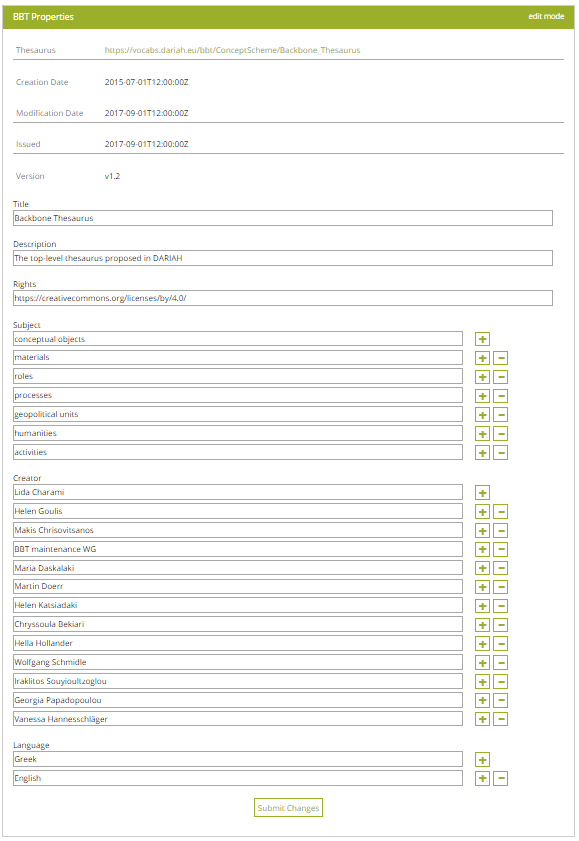 BBT Properties edit mode
Thesaurus https://vocabs.dariah.eu/bbt/ConceptScheme/Backbone_Thesaurus
Creation Date 2015-07-01T12:00:00Z
Modification Date 2017-09-01T12:00:00Z
Issued 2017-09-01T12:00:00Z
Version v1.2
Title
Backbone Thesaurus
Description
The top-level thesaurus proposed in DARIAH
Rights
https://creativecommons.org/licenses/by/4.0/
Subject
conceptual objects
materials
roles
processes
geopolitical units
humanities
activities
Creator
Lida Charami
Helen Goulis
Makis Chrisovitsanos
BBT maintenance WG
Maria Daskalaki
Martin Doerr
Helen Katsiadaki
Chryssoula Bekiari
Hella Hollander
Wolfgang Schmidle
Iraklitos Souyioultzoglou
Georgia Papadopoulou
Vanessa Hannesschläger
Language
Greek
English
Submit Changes